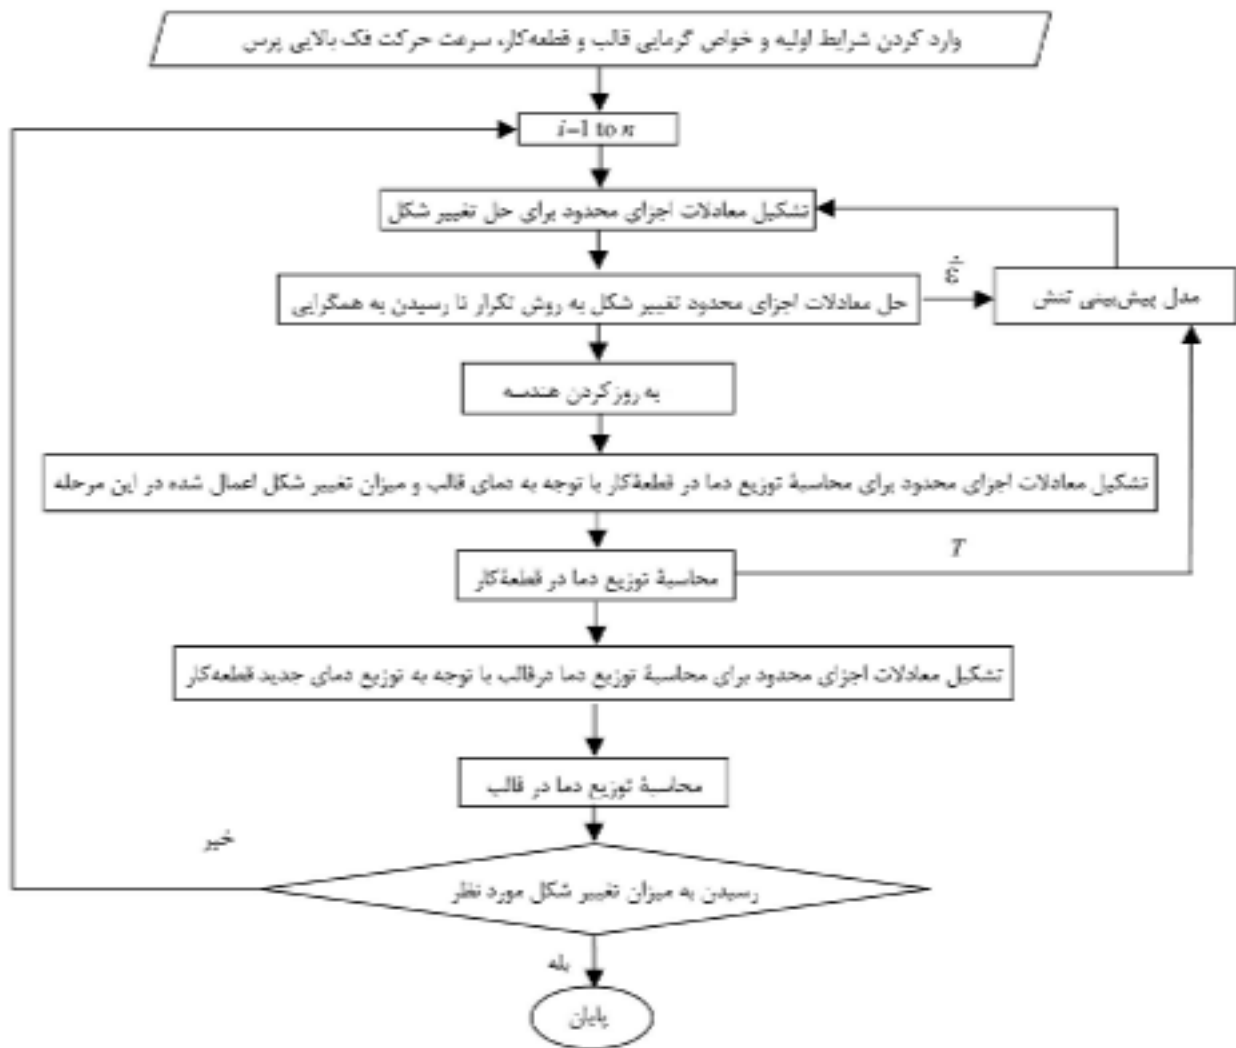 وارد کردن شرایط اولیه و خواص گرمایی قالب و قطعه‌کار، سرعت حرکت فک بالایی پرس
i=1 to n
تشکیل معادلات اجزای محدود برای حل تغییر شکل
حل معادلات اجزای محدود تغییر شکل به روش تکرار تا رسیدن به همگرایی
ε̇
مدل پیش‌بینی تنش
به روزکردن هندسه
تشکیل معادلات اجزای محدود برای محاسبهٔ توزیع دما در قطعهٔکار با توجه به دمای قالب و میزان تغییر شکل اعمال شده در این مرحله
T
محاسبهٔ توزیع دما در قطعهٔکار
تشکیل معادلات اجزای محدود برای محاسبهٔ توزیع دما درقالب با توجه به توزیع دمای جدید قطعه‌کار
محاسبهٔ توزیع دما در قالب
خیر
رسیدن به میزان تغییر شکل مورد نظر
بله
پایان